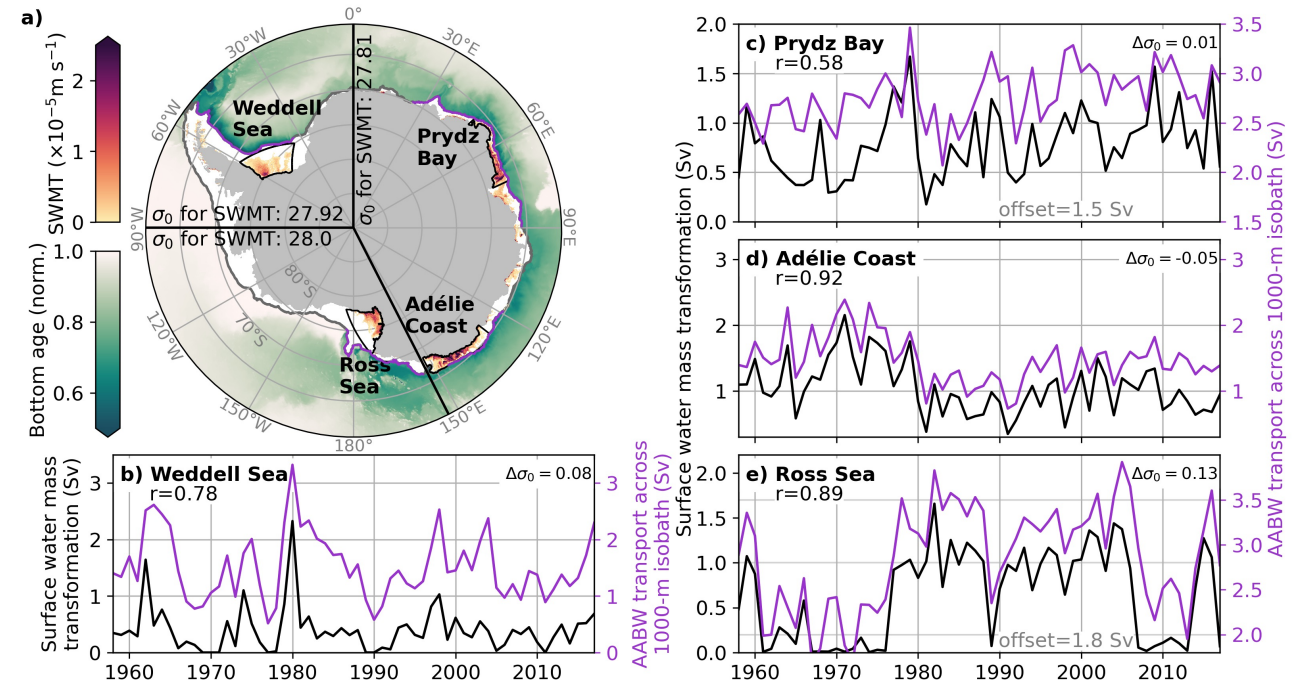 a)
SWMT (×10⁻⁵m s⁻¹)
2
1
0
Bottom age (norm.)
1.0
0.8
0.6
0°
30°E
60°E
90°E
120°E
150°E
180°
150°W
120°W
90°W
60°W
30°W
80°S
70°S
Weddell
Sea
Prydz
Bay
Adélie
Coast
Ross
Sea
σ₀ for SWMT: 27.81
σ₀ for SWMT: 27.92
σ₀ for SWMT: 28.0
b) Weddell Sea
r=0.78
Δσ₀ = 0.08
Surface water mass
transformation (Sv)
3
2
1
0
3
2
1
0
AABW transport across
1000-m isobath (Sv)
1960
1970
1980
1990
2000
2010
c) Prydz Bay
r=0.58
Δσ₀ = 0.01
offset=1.5 Sv
2.0
1.5
1.0
0.5
0.0
3.5
3.0
2.5
2.0
1.5
Surface water mass transformation (Sv)
AABW transport across 1000-m isobath (Sv)
d) Adélie Coast
r=0.92
Δσ₀ = -0.05
3
2
1
3
2
1
e) Ross Sea
r=0.89
Δσ₀ = 0.13
offset=1.8 Sv
2.0
1.5
1.0
0.5
0.0
3.5
3.0
2.5
2.0
1960
1970
1980
1990
2000
2010